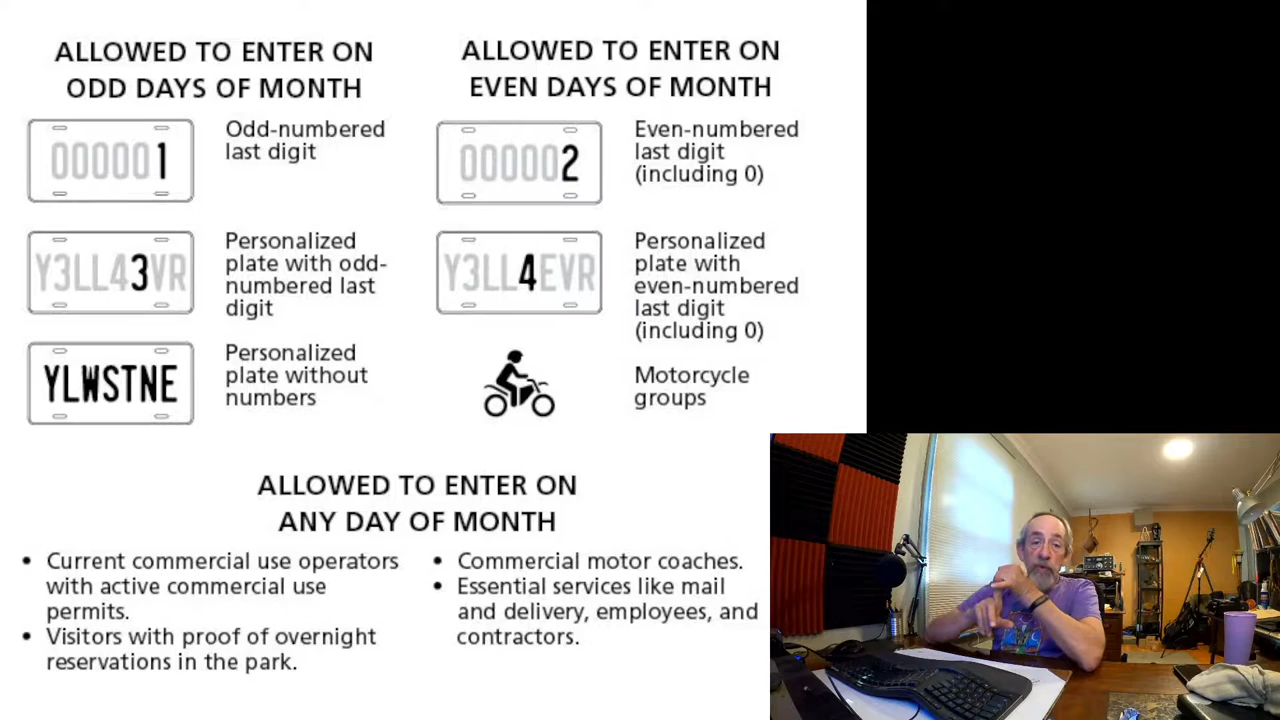 ALLOWED TO ENTER ON
ODD DAYS OF MONTH
000001
Odd-numbered
last digit
Y3LL43VR
Personalized
plate with odd-
numbered last
digit
YLWSTNE
Personalized
plate without
numbers
ALLOWED TO ENTER ON
EVEN DAYS OF MONTH
000002
Even-numbered
last digit
(including 0)
Y3LL4EVR
Personalized
plate with
even-numbered
last digit
(including 0)
Motorcycle
groups
ALLOWED TO ENTER ON
ANY DAY OF MONTH
• Current commercial use operators
with active commercial use
permits.
• Visitors with proof of overnight
reservations in the park.
• Commercial motor coaches.
• Essential services like mail
and delivery, employees, and
contractors.